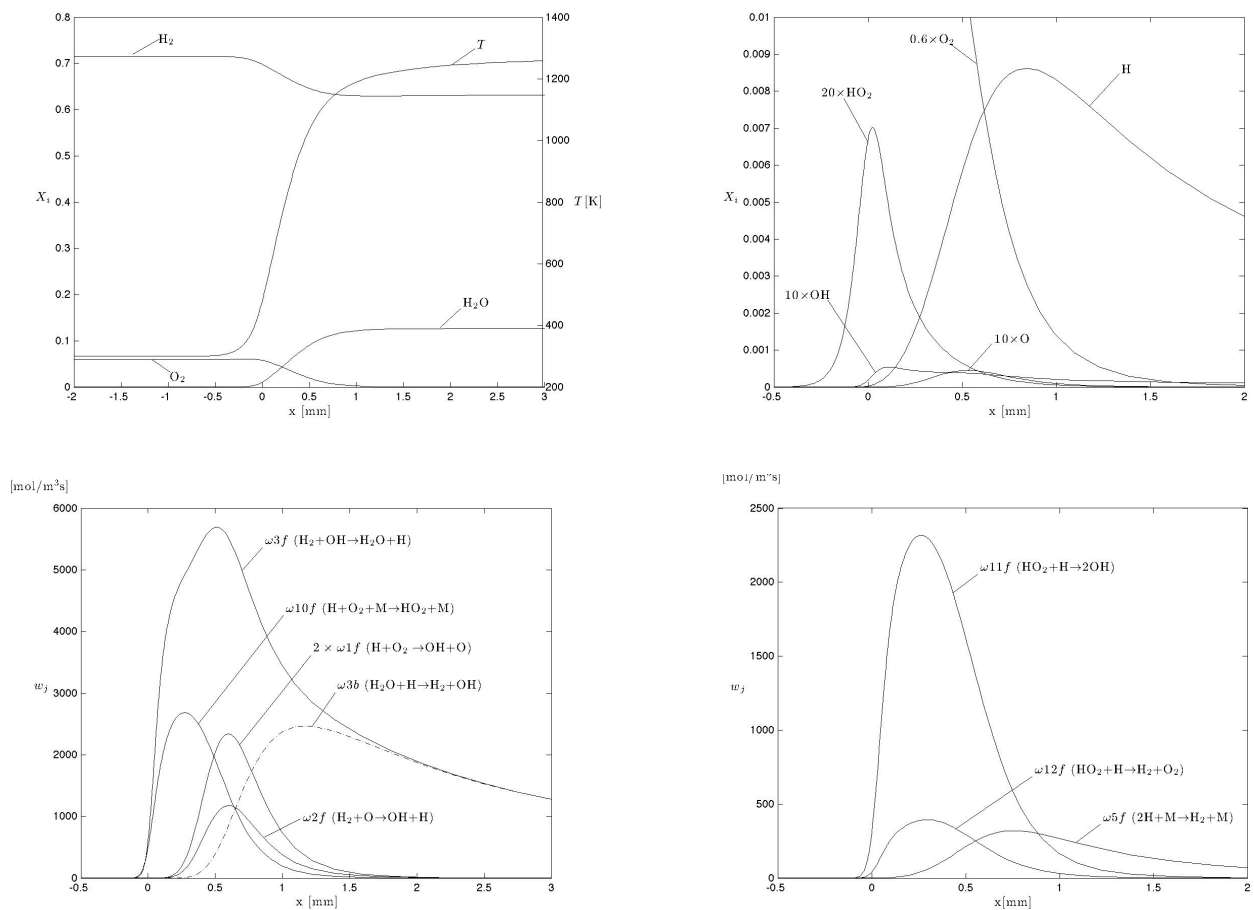 0.8
0.7
0.6
0.5
0.4
0.3
0.2
0.1
0
X_i
-2
-1.5
-1
-0.5
0
0.5
1
1.5
2
2.5
3
x [mm]
1400
1200
1000
800
600
400
200
T [K]
H₂
T
H₂O
O₂
0.01
0.009
0.008
0.007
0.006
0.005
0.004
0.003
0.002
0.001
0
X_i
-0.5
0
0.5
1
1.5
2
x [mm]
0.6×O₂
H
20×HO₂
10×OH
10×O
[mol/m³s]
6000
5000
4000
3000
2000
1000
0
w_j
-0.5
0
0.5
1
1.5
2
2.5
3
x [mm]
ω3f (H₂+OH→H₂O+H)
ω10f (H+O₂+M→HO₂+M)
2 × ω1f (H+O₂ →OH+O)
ω3b (H₂O+H→H₂+OH)
ω2f (H₂+O→OH+H)
2500
2000
1500
1000
500
0
w_j
-0.5
0
0.5
1
1.5
2
x[mm]
ω11f (HO₂+H→2OH)
ω12f (HO₂+H→H₂+O₂)
ω5f (2H+M→H₂+M)